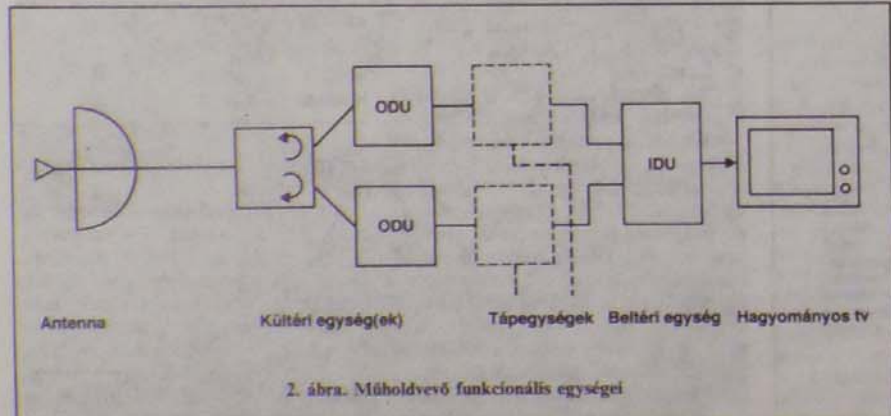 ODU
ODU
IDU
Antenna Kültéri egység(ek) Tápegységek Beltéri egység Hagyományos tv
2. ábra. Műholdvevő funkcionális egységei